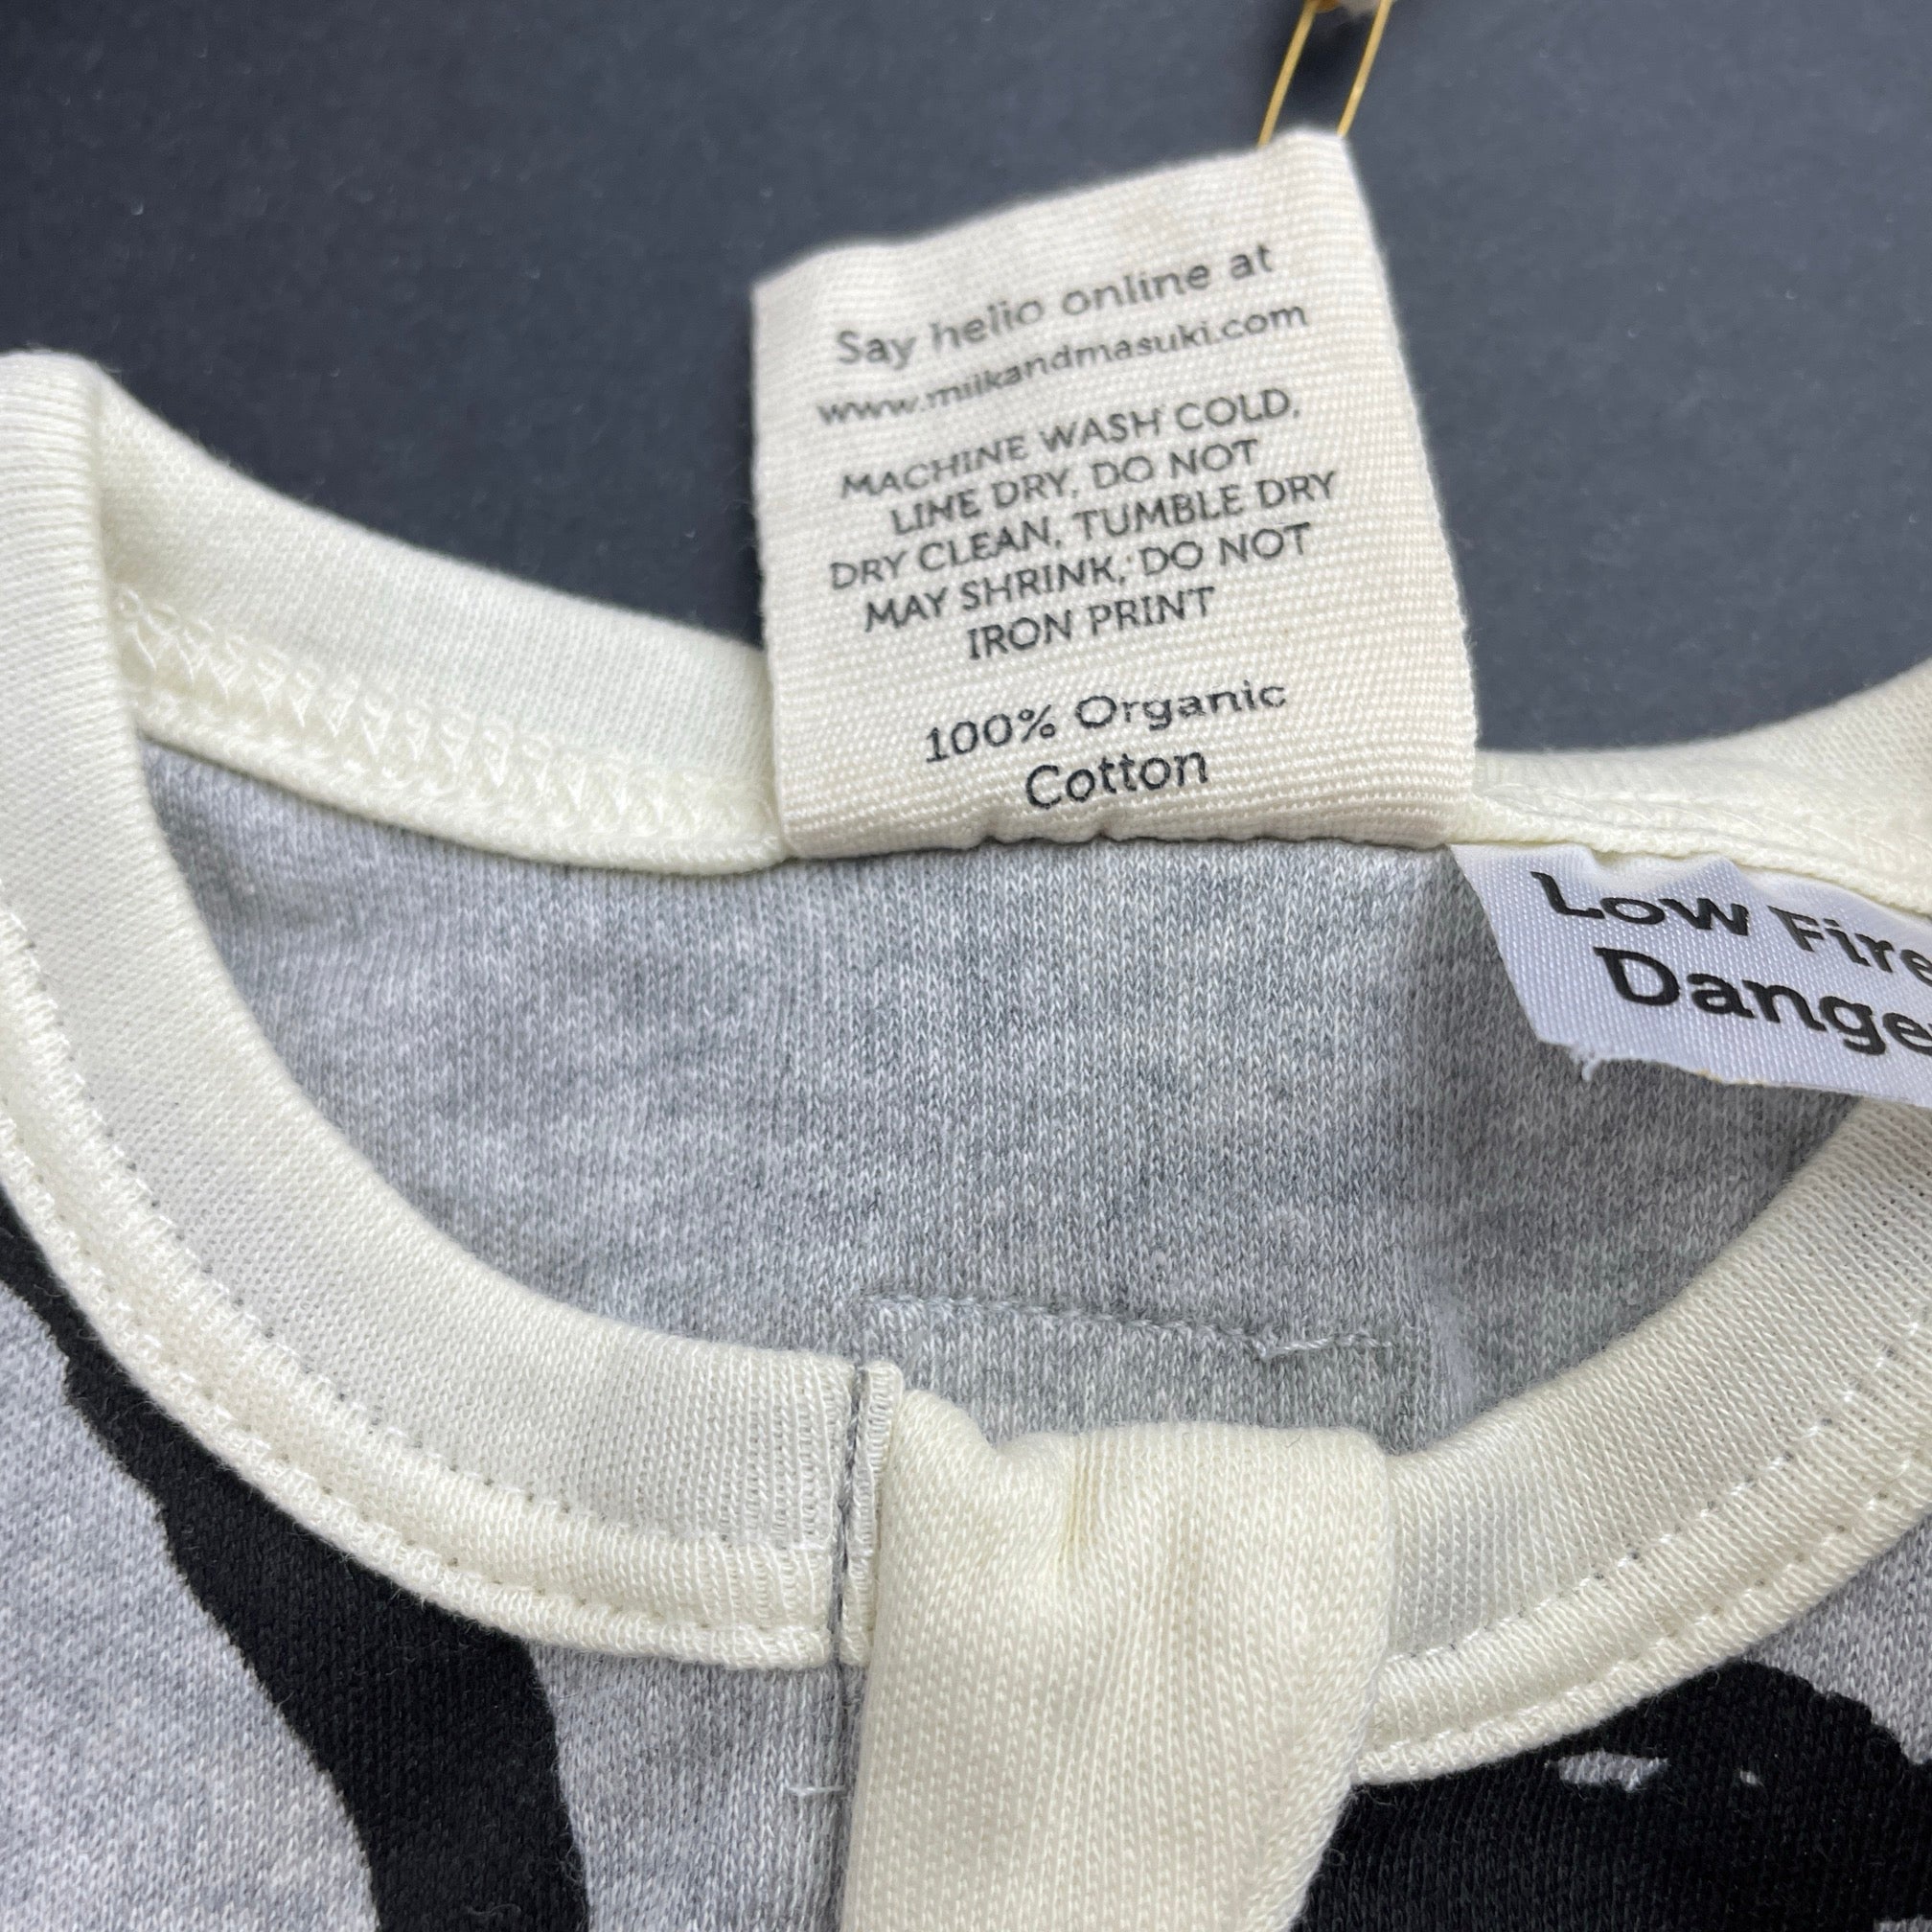 Say hello online at
www.milkandmasuki.com
MACHINE WASH COLD,
LINE DRY, DO NOT
DRY CLEAN, TUMBLE DRY
MAY SHRINK, DO NOT
IRON PRINT
100% Organic
Cotton
Low Fire
Dange